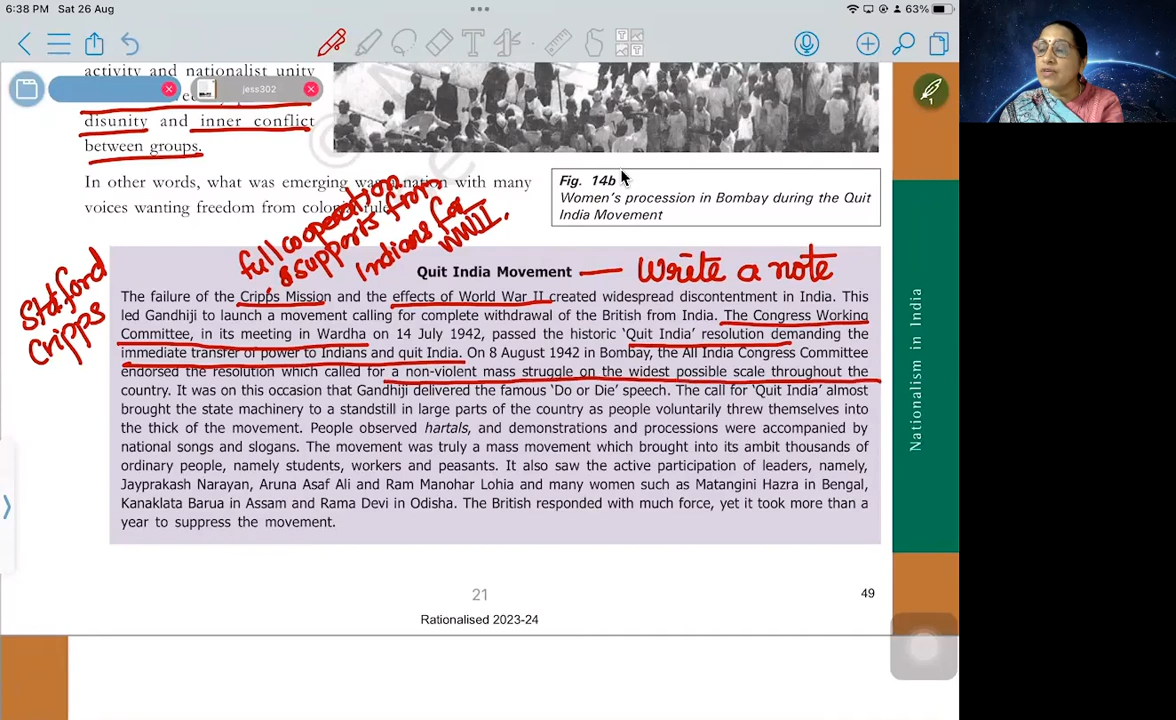 6:38 PM Sat 26 Aug
63%
jess302
activity and nationalist unity
disunity and inner conflict
between groups.
In other words, what was emerging was a nation with many
voices wanting freedom from colonial rule.
Fig. 14b
Women's procession in Bombay during the Quit
India Movement
full cooperation
& supports from
Indians for
WWII.
Staford
Cripps
Quit India Movement — Write a note
The failure of the Cripps Mission and the effects of World War II created widespread discontentment in India. This
led Gandhiji to launch a movement calling for complete withdrawal of the British from India. The Congress Working
Committee, in its meeting in Wardha on 14 July 1942, passed the historic 'Quit India' resolution demanding the
immediate transfer of power to Indians and quit India. On 8 August 1942 in Bombay, the All India Congress Committee
endorsed the resolution which called for a non-violent mass struggle on the widest possible scale throughout the
country. It was on this occasion that Gandhiji delivered the famous 'Do or Die' speech. The call for 'Quit India' almost
brought the state machinery to a standstill in large parts of the country as people voluntarily threw themselves into
the thick of the movement. People observed hartals, and demonstrations and processions were accompanied by
national songs and slogans. The movement was truly a mass movement which brought into its ambit thousands of
ordinary people, namely students, workers and peasants. It also saw the active participation of leaders, namely,
Jayprakash Narayan, Aruna Asaf Ali and Ram Manohar Lohia and many women such as Matangini Hazra in Bengal,
Kanaklata Barua in Assam and Rama Devi in Odisha. The British responded with much force, yet it took more than a
year to suppress the movement.
Nationalism in India
21
49
Rationalised 2023-24
1